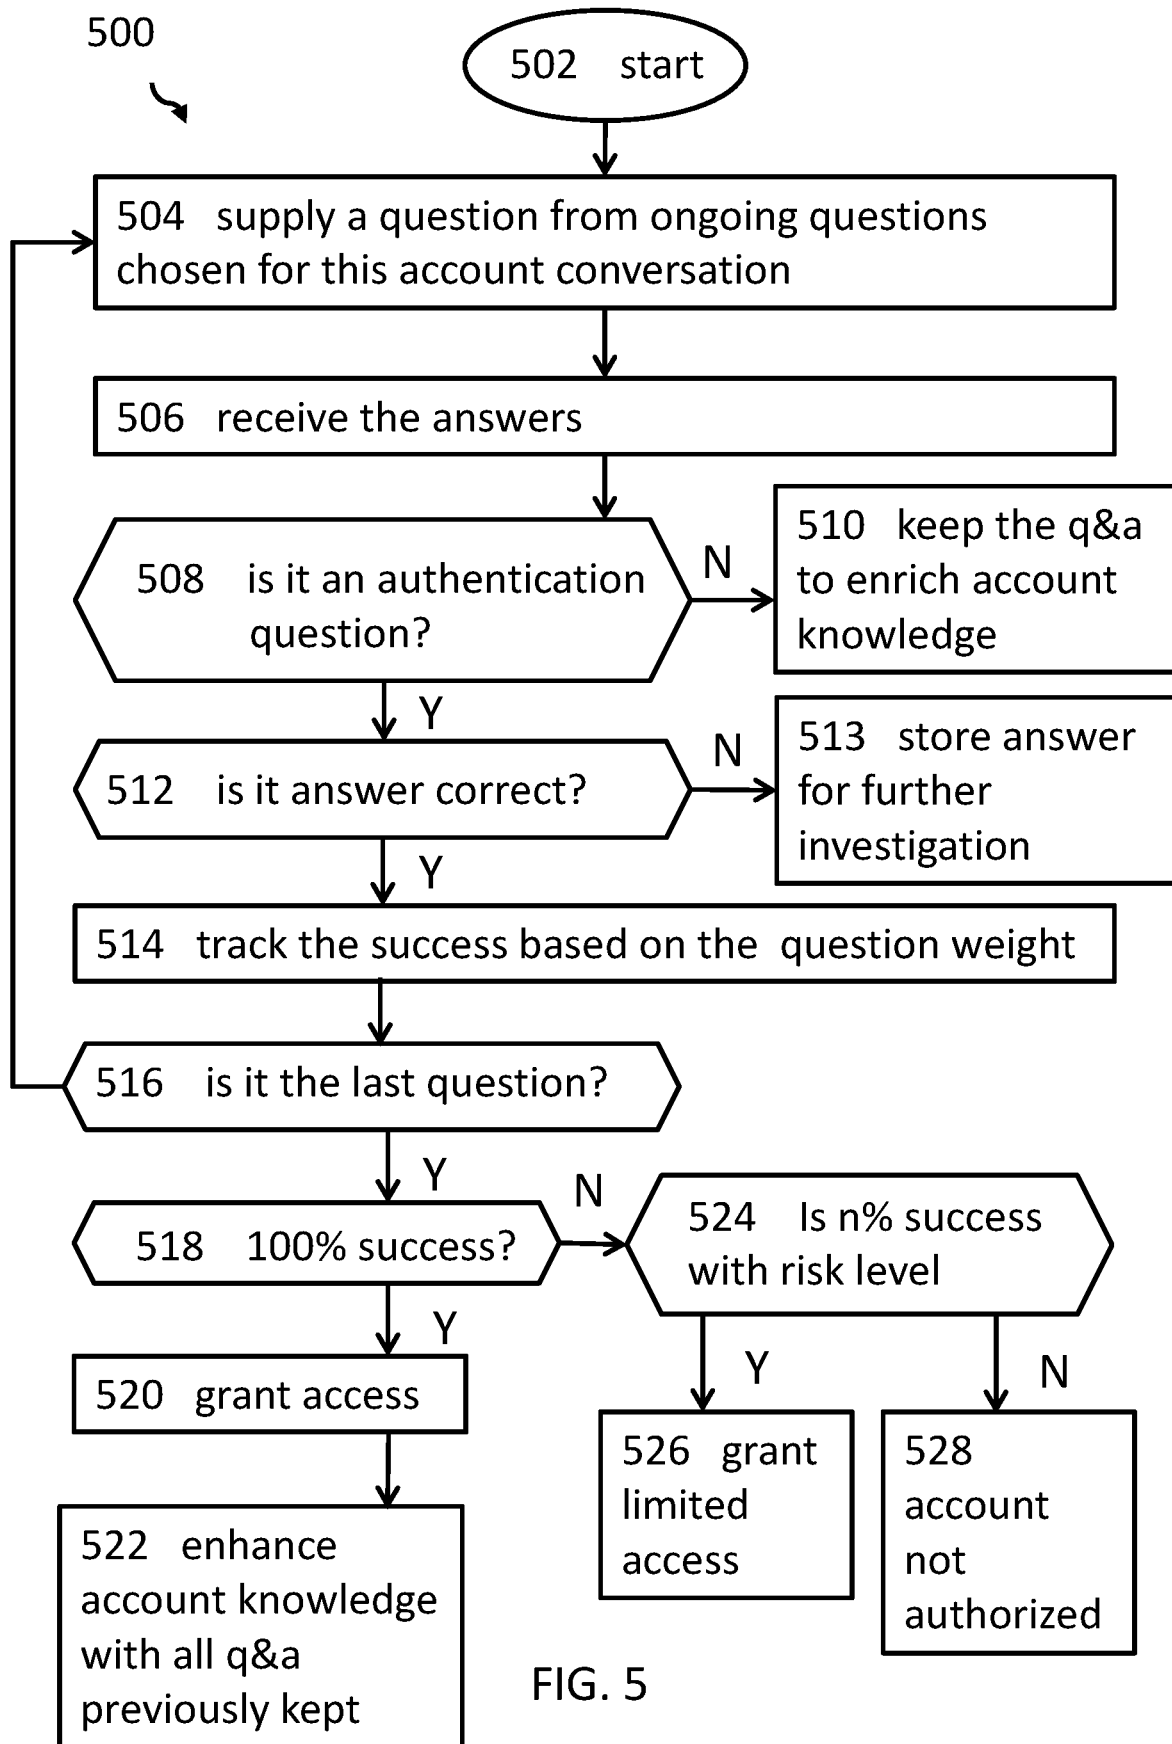 500
502 start
504 supply a question from ongoing questions
chosen for this account conversation
506 receive the answers
508 is it an authentication
question?
N
510 keep the q&a
to enrich account
knowledge
Y
512 is it answer correct?
N
513 store answer
for further
investigation
Y
514 track the success based on the question weight
516 is it the last question?
Y
518 100% success?
N
524 Is n% success
with risk level
Y
520 grant access
Y
N
526 grant
limited
access
528
account
not
authorized
522 enhance
account knowledge
with all q&a
previously kept
FIG. 5